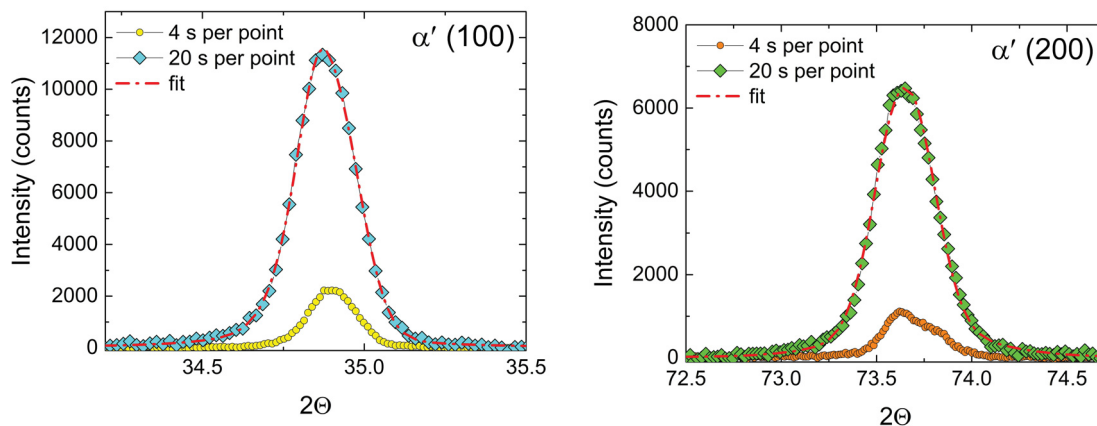 12000
10000
8000
6000
4000
2000
0
Intensity (counts)
4 s per point
20 s per point
fit
α′ (100)
34.5
35.0
35.5
2Θ
8000
6000
4000
2000
0
Intensity (counts)
4 s per point
20 s per point
fit
α′ (200)
72.5
73.0
73.5
74.0
74.5
2Θ